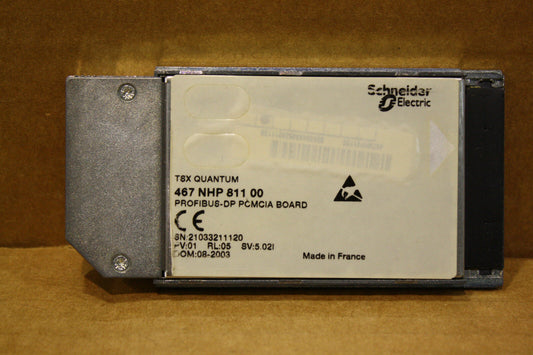 Schneider
Electric
TSX QUANTUM
467 NHP 811 00
PROFIBUS-DP PCMCIA BOARD
CE
SN:21033211120
PV:01 RL:05 SV:5.02I
DOM:08-2003
Made in France